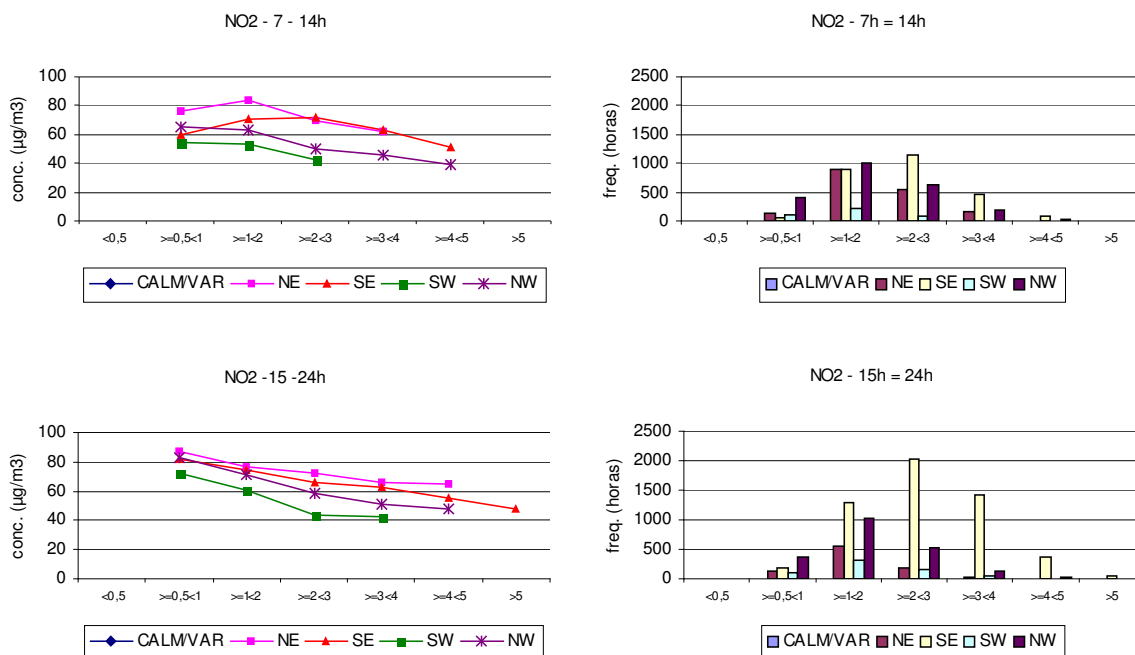 NO2 - 7 - 14h
conc. (µg/m3)
100
80
60
40
20
0
<0,5 >=0,5<1 >=1<2 >=2<3 >=3<4 >=4<5 >5
CALM/VAR NE SE SW NW
NO2 - 7h = 14h
freq. (horas)
2500
2000
1500
1000
500
0
<0,5 >=0,5<1 >=1<2 >=2<3 >=3<4 >=4<5 >5
CALM/VAR NE SE SW NW
NO2 -15 -24h
conc. (µg/m3)
100
80
60
40
20
0
<0,5 >=0,5<1 >=1<2 >=2<3 >=3<4 >=4<5 >5
CALM/VAR NE SE SW NW
NO2 - 15h = 24h
freq. (horas)
2500
2000
1500
1000
500
0
<0,5 >=0,5<1 >=1<2 >=2<3 >=3<4 >=4<5 >5
CALM/VAR NE SE SW NW